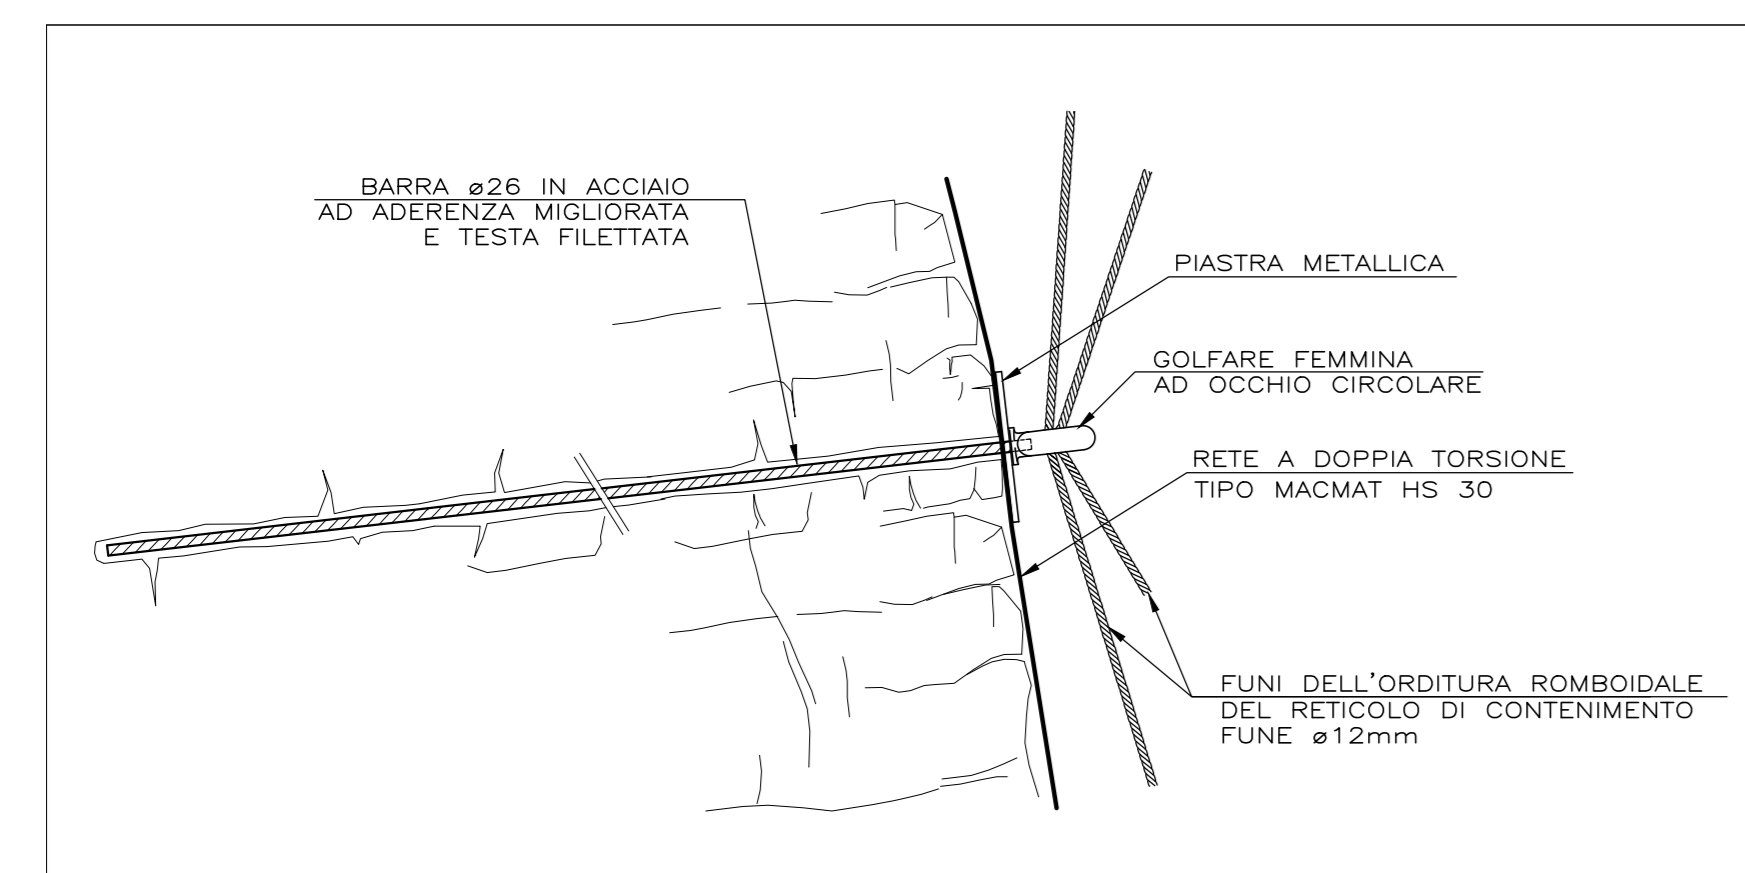 BARRA ø26 IN ACCIAIO
AD ADERENZA MIGLIORATA
E TESTA FILETTATA
PIASTRA METALLICA
GOLFARE FEMMINA
AD OCCHIO CIRCOLARE
RETE A DOPPIA TORSIONE
TIPO MACMAT HS 30
FUNI DELL'ORDITURA ROMBOIDALE
DEL RETICOLO DI CONTENIMENTO
FUNE ø12mm